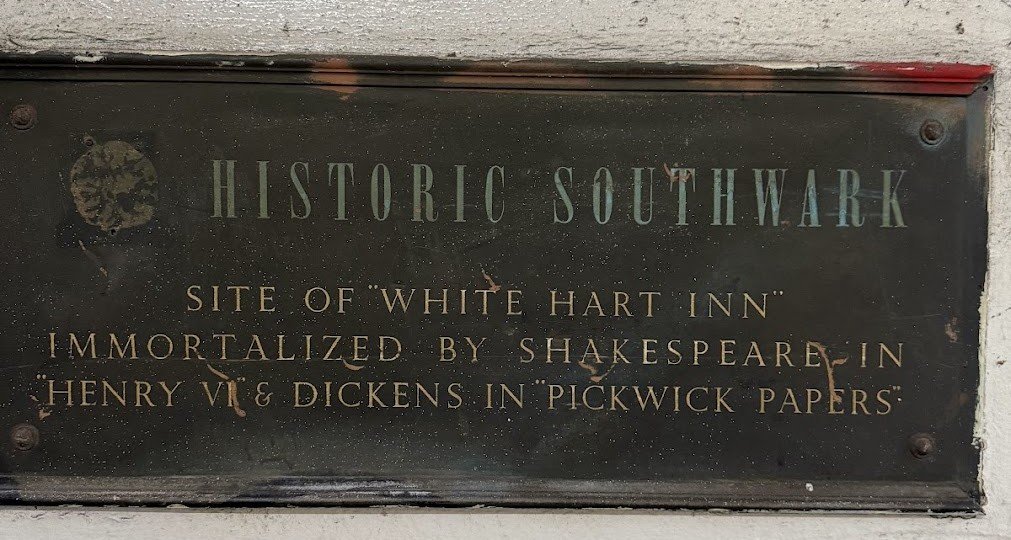 HISTORIC SOUTHWARK
SITE OF "WHITE HART INN"
IMMORTALIZED BY SHAKESPEARE IN
"HENRY VI" & DICKENS IN "PICKWICK PAPERS"